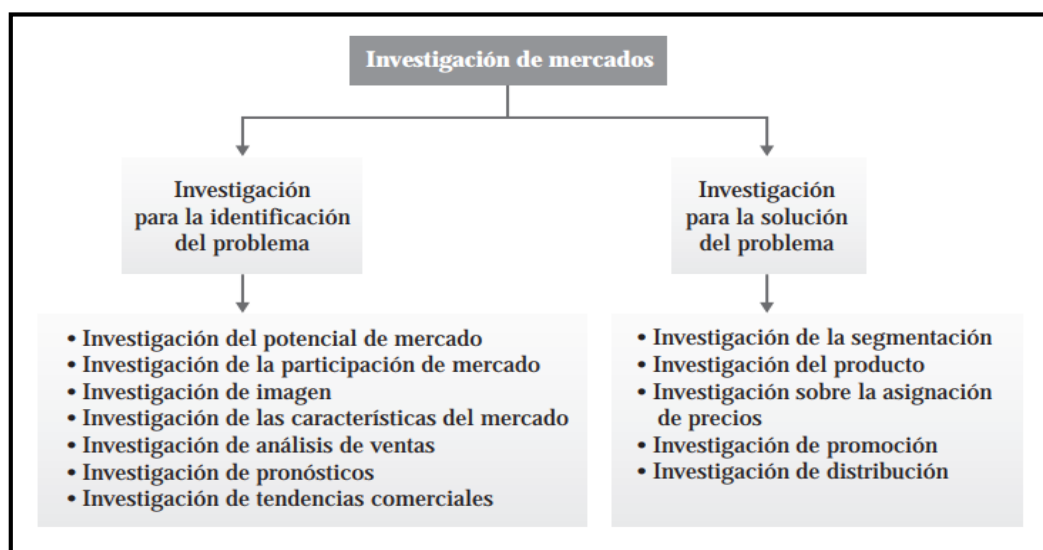 Investigación de mercados
Investigación
para la identificación
del problema
Investigación
para la solución
del problema
• Investigación del potencial de mercado
• Investigación de la participación de mercado
• Investigación de imagen
• Investigación de las características del mercado
• Investigación de análisis de ventas
• Investigación de pronósticos
• Investigación de tendencias comerciales
• Investigación de la segmentación
• Investigación del producto
• Investigación sobre la asignación
de precios
• Investigación de promoción
• Investigación de distribución